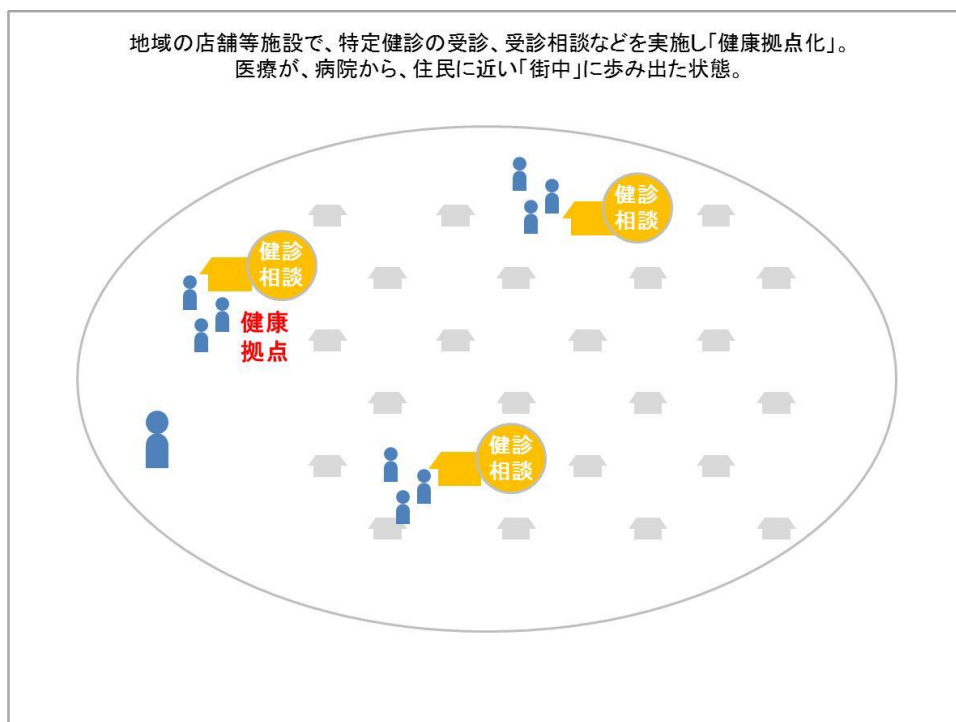 地域の店舗等施設で、特定健診の受診、受診相談などを実施し「健康拠点化」。
医療が、病院から、住民に近い「街中」に歩み出た状態。
健診
相談
健診
相談
健康
拠点
健診
相談